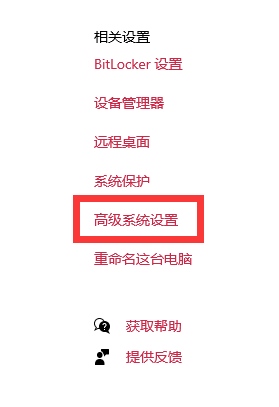 相关设置
BitLocker 设置
设备管理器
远程桌面
系统保护
高级系统设置
重命名这台电脑
获取帮助
提供反馈